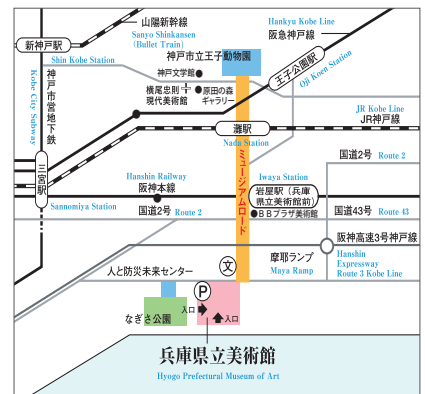 山陽新幹線
Sanyo Shinkansen
(Bullet Train)
Hankyu Kobe Line
阪急神戸線
新神戸駅
Shin Kobe Station
神戸市立王子動物園
王子公園駅
Oji Koen Station
神戸文学館
横尾忠則
現代美術館
原田の森
ギャラリー
神戸市営地下鉄
Kobe City Subway
JR Kobe Line
JR神戸線
灘駅
Nada Station
ミュージアムロード
国道2号 Route 2
三宮駅
Sannomiya Station
Hanshin Railway
阪神本線
Iwaya Station
岩屋駅（兵庫
県立美術館前）
国道2号 Route 2
BBプラザ美術館
国道43号 Route 43
阪神高速3号神戸線
Hanshin
Expressway
Route 3 Kobe Line
摩耶ランプ
Maya Ramp
文
人と防災未来センター
P
なぎさ公園
入口
入口
兵庫県立美術館
Hyogo Prefectural Museum of Art